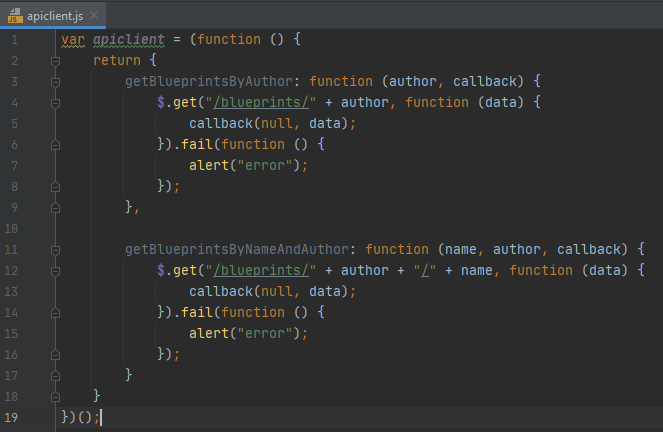 apiclient.js
1 var apiclient = (function () {
2     return {
3         getBlueprintsByAuthor: function (author, callback) {
4             $.get("/blueprints/" + author, function (data) {
5                 callback(null, data);
6             }).fail(function () {
7                 alert("error");
8             });
9         },
10
11         getBlueprintsByNameAndAuthor: function (name, author, callback) {
12             $.get("/blueprints/" + author + "/" + name, function (data) {
13                 callback(null, data);
14             }).fail(function () {
15                 alert("error");
16             });
17         }
18     }
19 })();